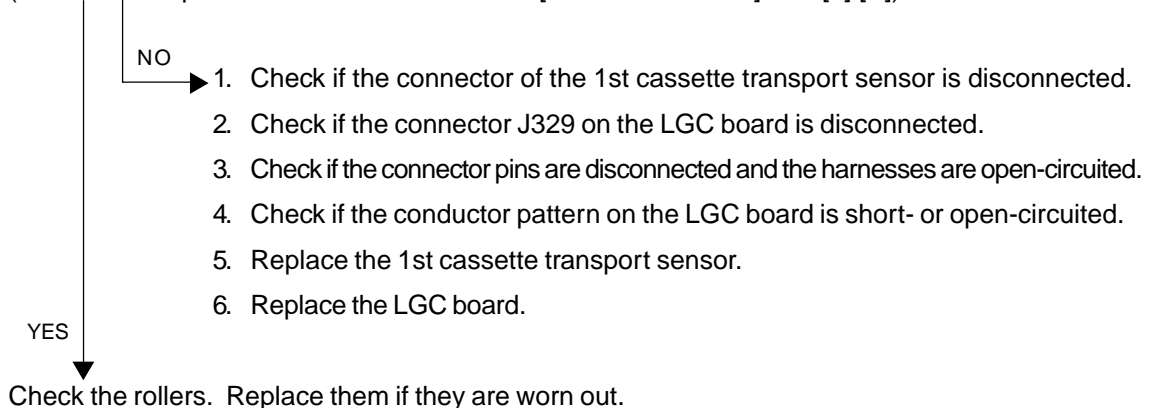 NO
1. Check if the connector of the 1st cassette transport sensor is disconnected.
2. Check if the connector J329 on the LGC board is disconnected.
3. Check if the connector pins are disconnected and the harnesses are open-circuited.
4. Check if the conductor pattern on the LGC board is short- or open-circuited.
5. Replace the 1st cassette transport sensor.
6. Replace the LGC board.
YES
Check the rollers. Replace them if they are worn out.